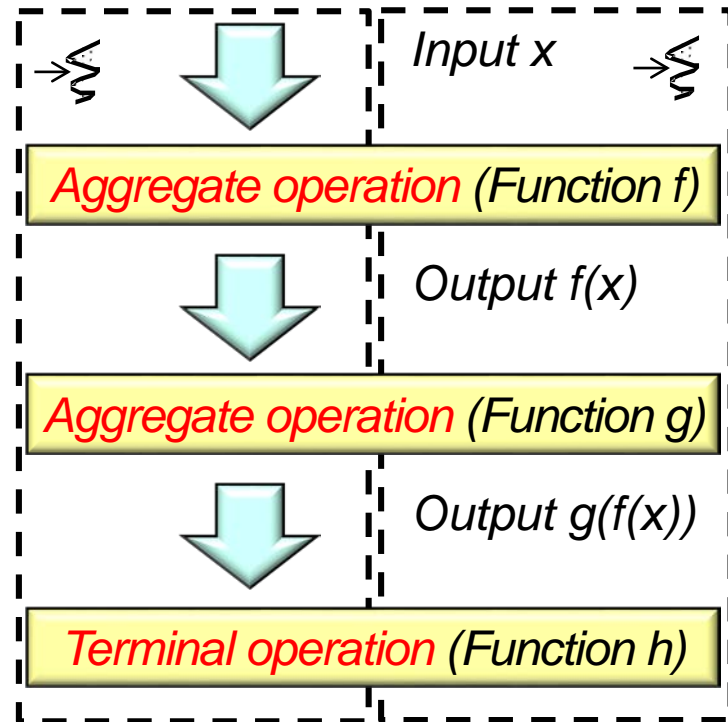 Input x
Aggregate operation (Function f)
Output f(x)
Aggregate operation (Function g)
Output g(f(x))
Terminal operation (Function h)